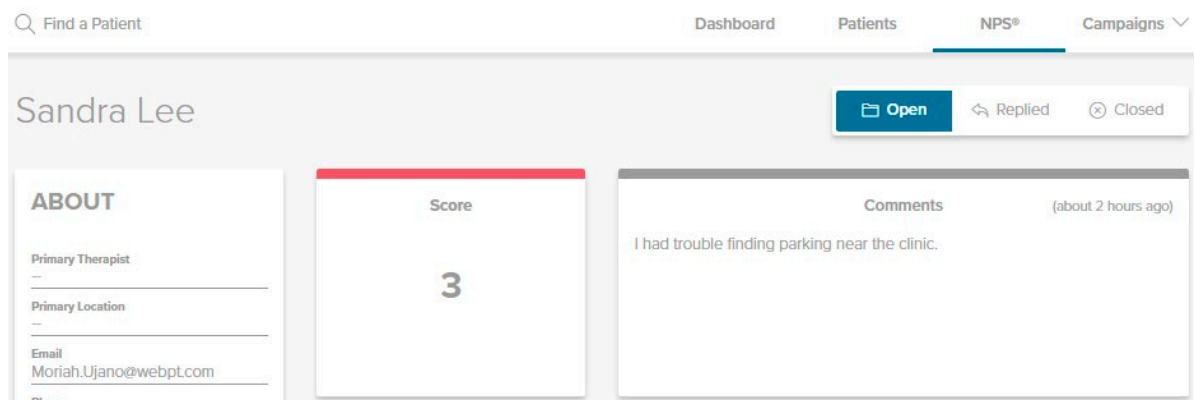 Find a Patient
Dashboard
Patients
NPS®
Campaigns
Sandra Lee
Open
Replied
Closed
ABOUT
Primary Therapist
--
Primary Location
--
Email
Moriah.Ujano@webpt.com
Score
3
Comments
(about 2 hours ago)
I had trouble finding parking near the clinic.